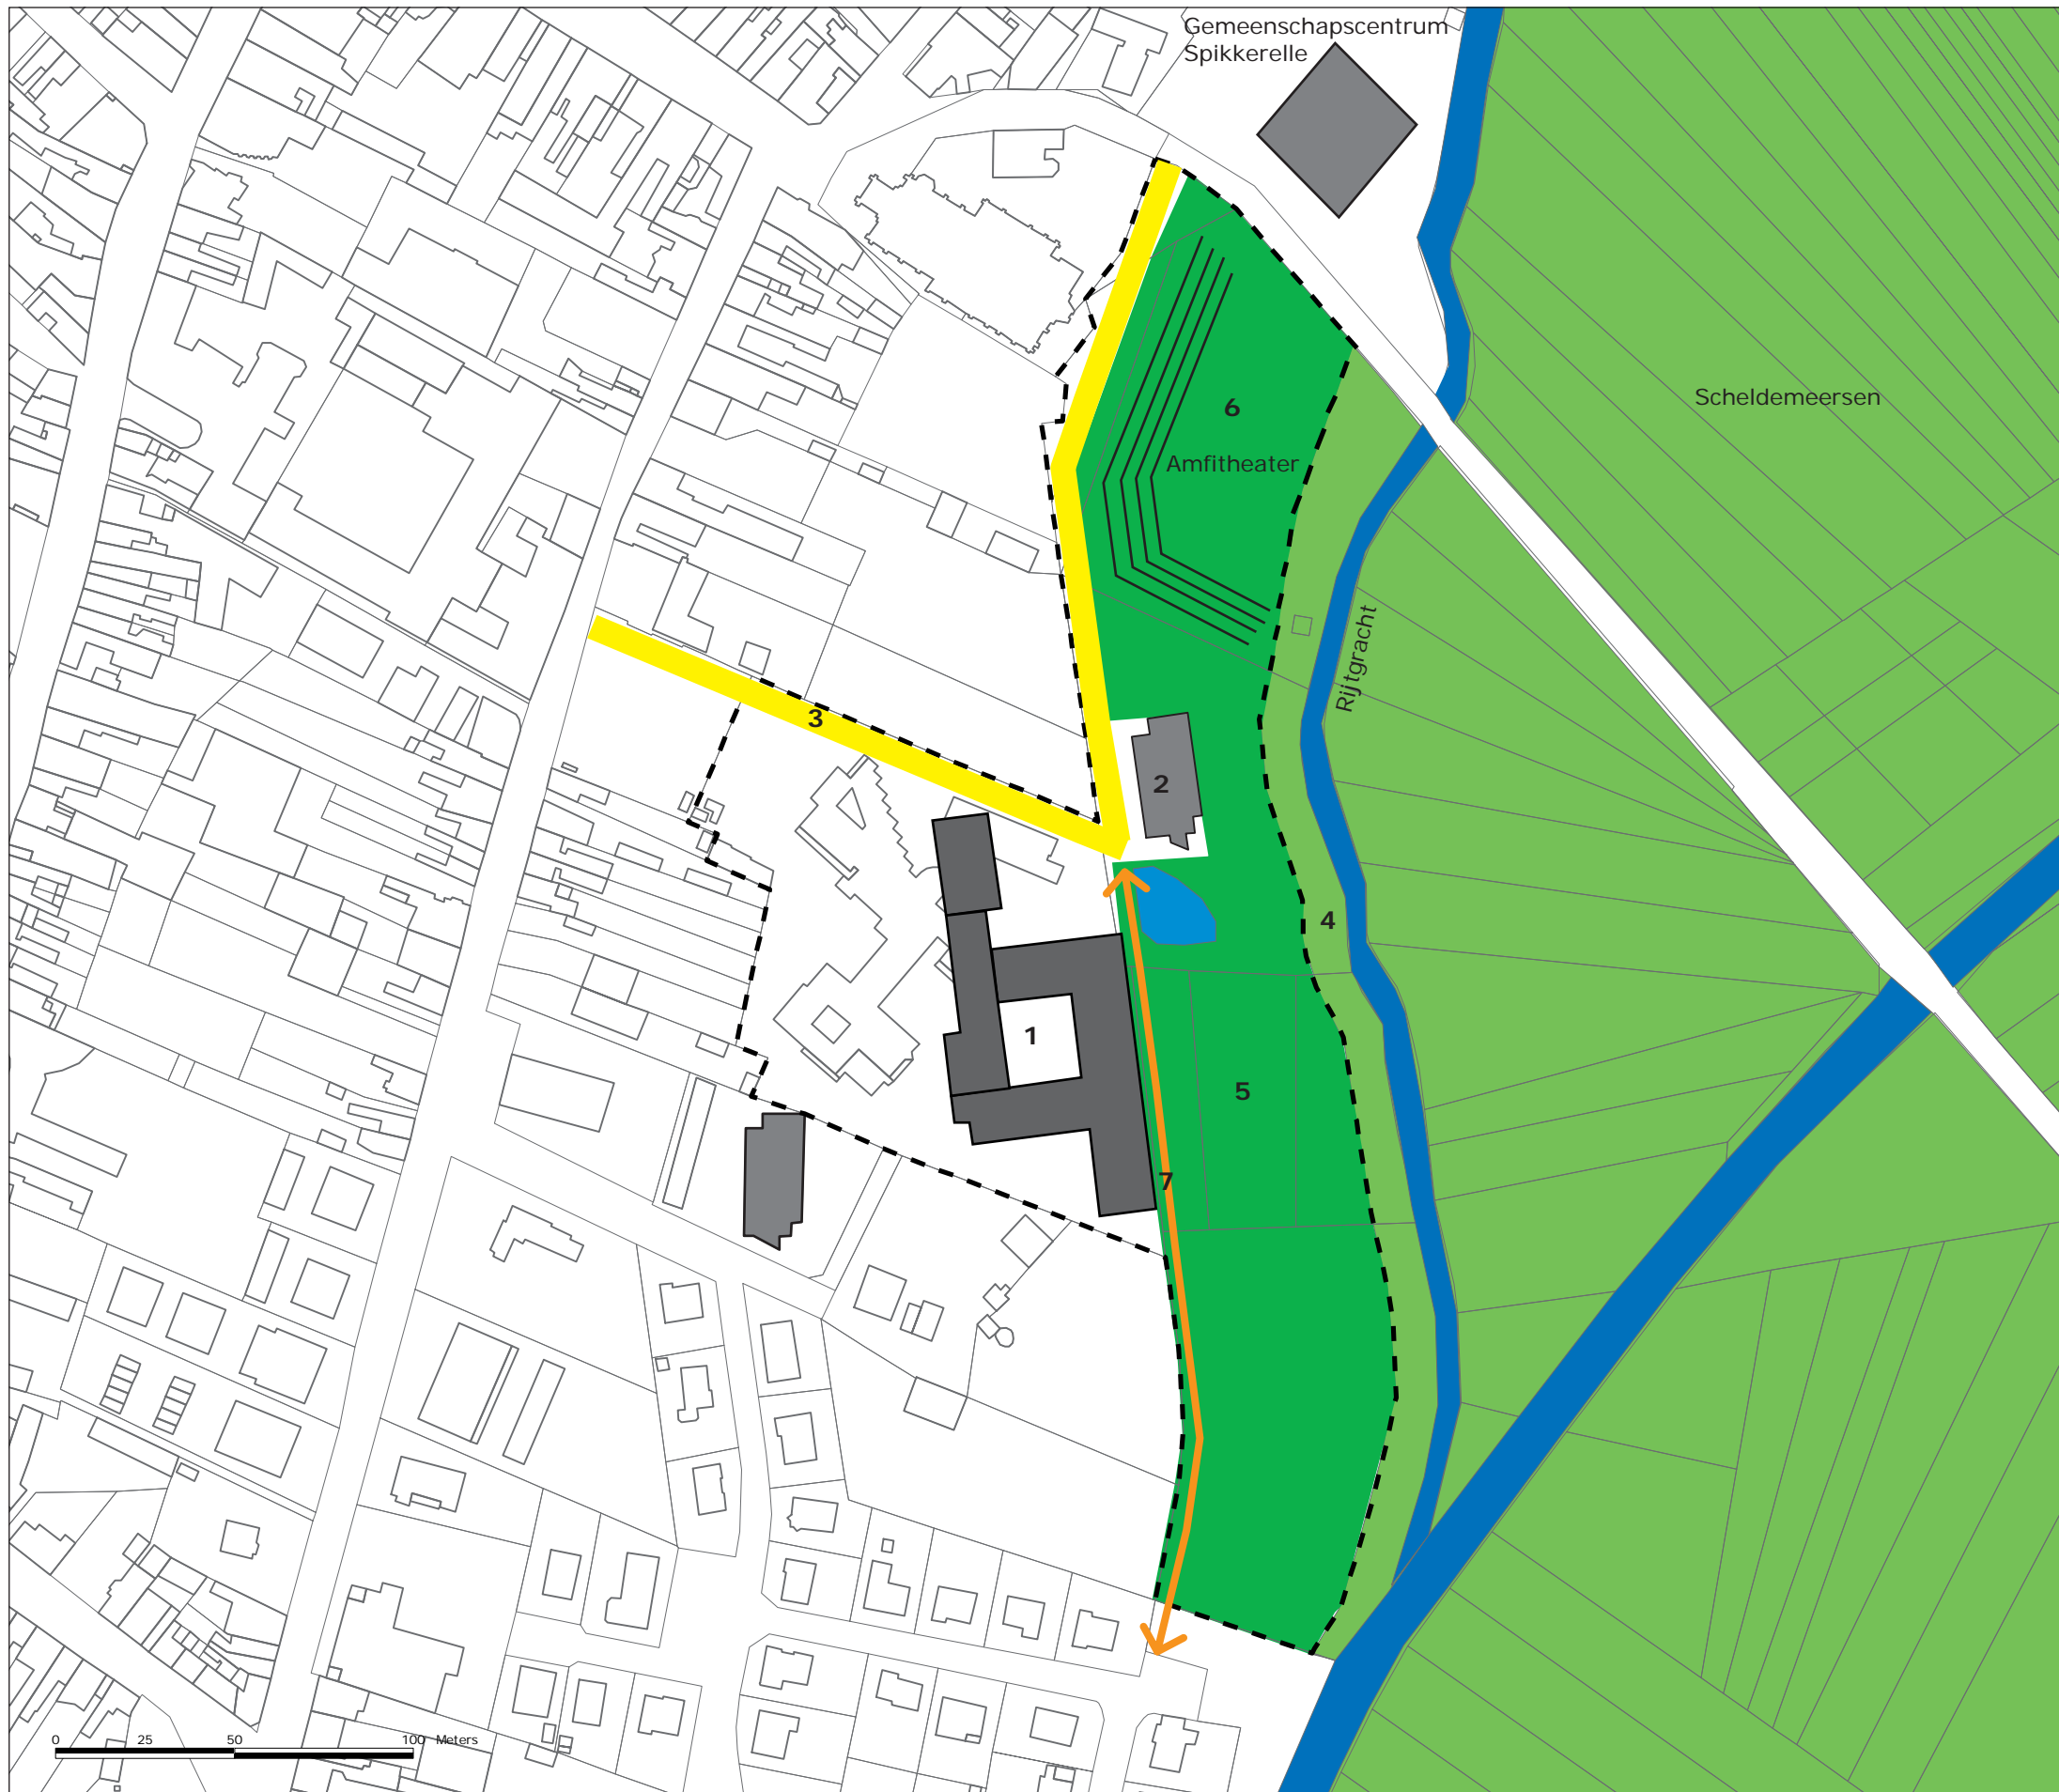 Gemeenschapscentrum
Spikkerelle
Scheldemeersen
6
Amfitheater
Rijtgracht
3
2
4
1
5
7
0 25 50 100 Meters